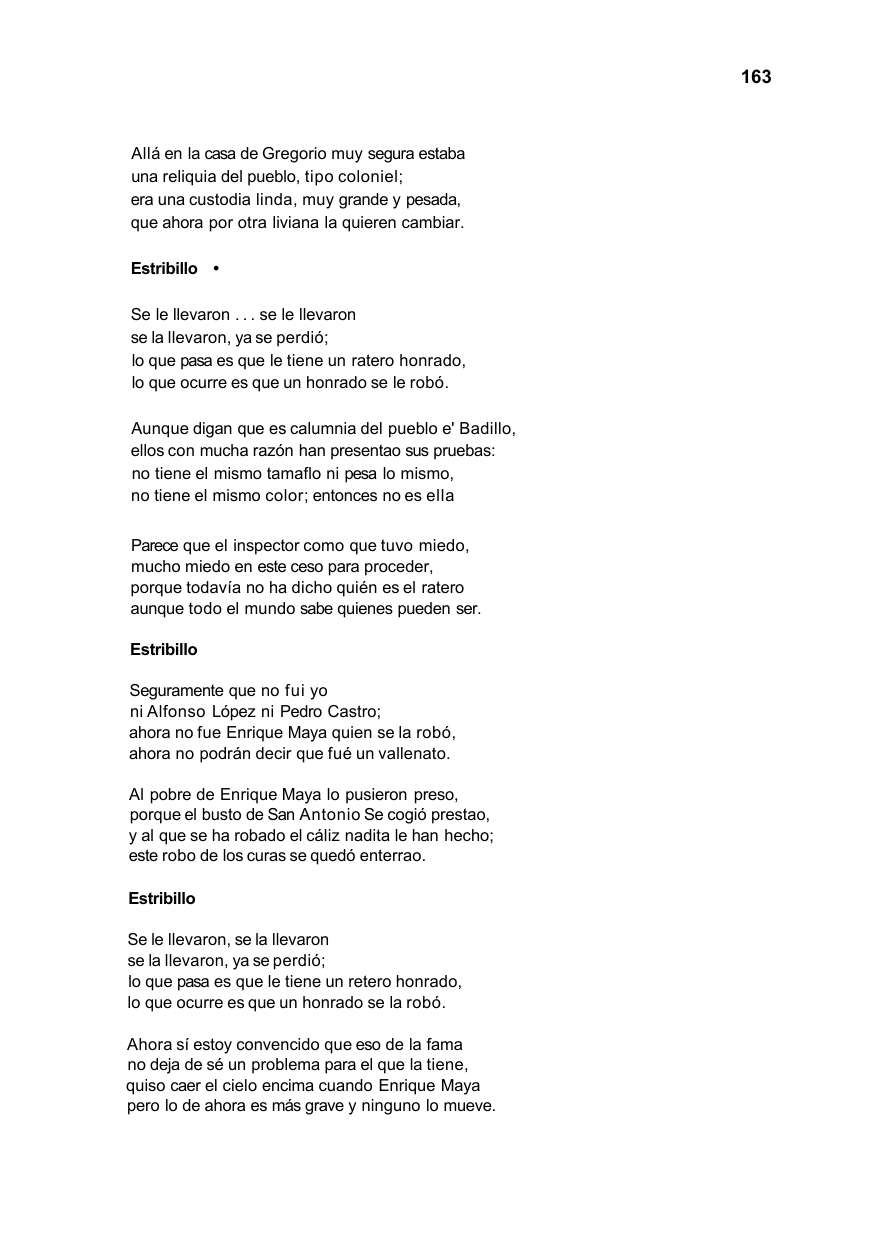 163
Allá en la casa de Gregorio muy segura estaba
una reliquia del pueblo, tipo coloniel;
era una custodia linda, muy grande y pesada,
que ahora por otra liviana la quieren cambiar.
Estribillo •
Se le llevaron . . . se le llevaron
se la llevaron, ya se perdió;
lo que pasa es que le tiene un ratero honrado,
lo que ocurre es que un honrado se le robó.
Aunque digan que es calumnia del pueblo e' Badillo,
ellos con mucha razón han presentao sus pruebas:
no tiene el mismo tamaflo ni pesa lo mismo,
no tiene el mismo color; entonces no es ella
Parece que el inspector como que tuvo miedo,
mucho miedo en este ceso para proceder,
porque todavía no ha dicho quién es el ratero
aunque todo el mundo sabe quienes pueden ser.
Estribillo
Seguramente que no fui yo
ni Alfonso López ni Pedro Castro;
ahora no fue Enrique Maya quien se la robó,
ahora no podrán decir que fué un vallenato.
Al pobre de Enrique Maya lo pusieron preso,
porque el busto de San Antonio Se cogió prestao,
y al que se ha robado el cáliz nadita le han hecho;
este robo de los curas se quedó enterrao.
Estribillo
Se le llevaron, se la llevaron
se la llevaron, ya se perdió;
lo que pasa es que le tiene un retero honrado,
lo que ocurre es que un honrado se la robó.
Ahora sí estoy convencido que eso de la fama
no deja de sé un problema para el que la tiene,
quiso caer el cielo encima cuando Enrique Maya
pero lo de ahora es más grave y ninguno lo mueve.